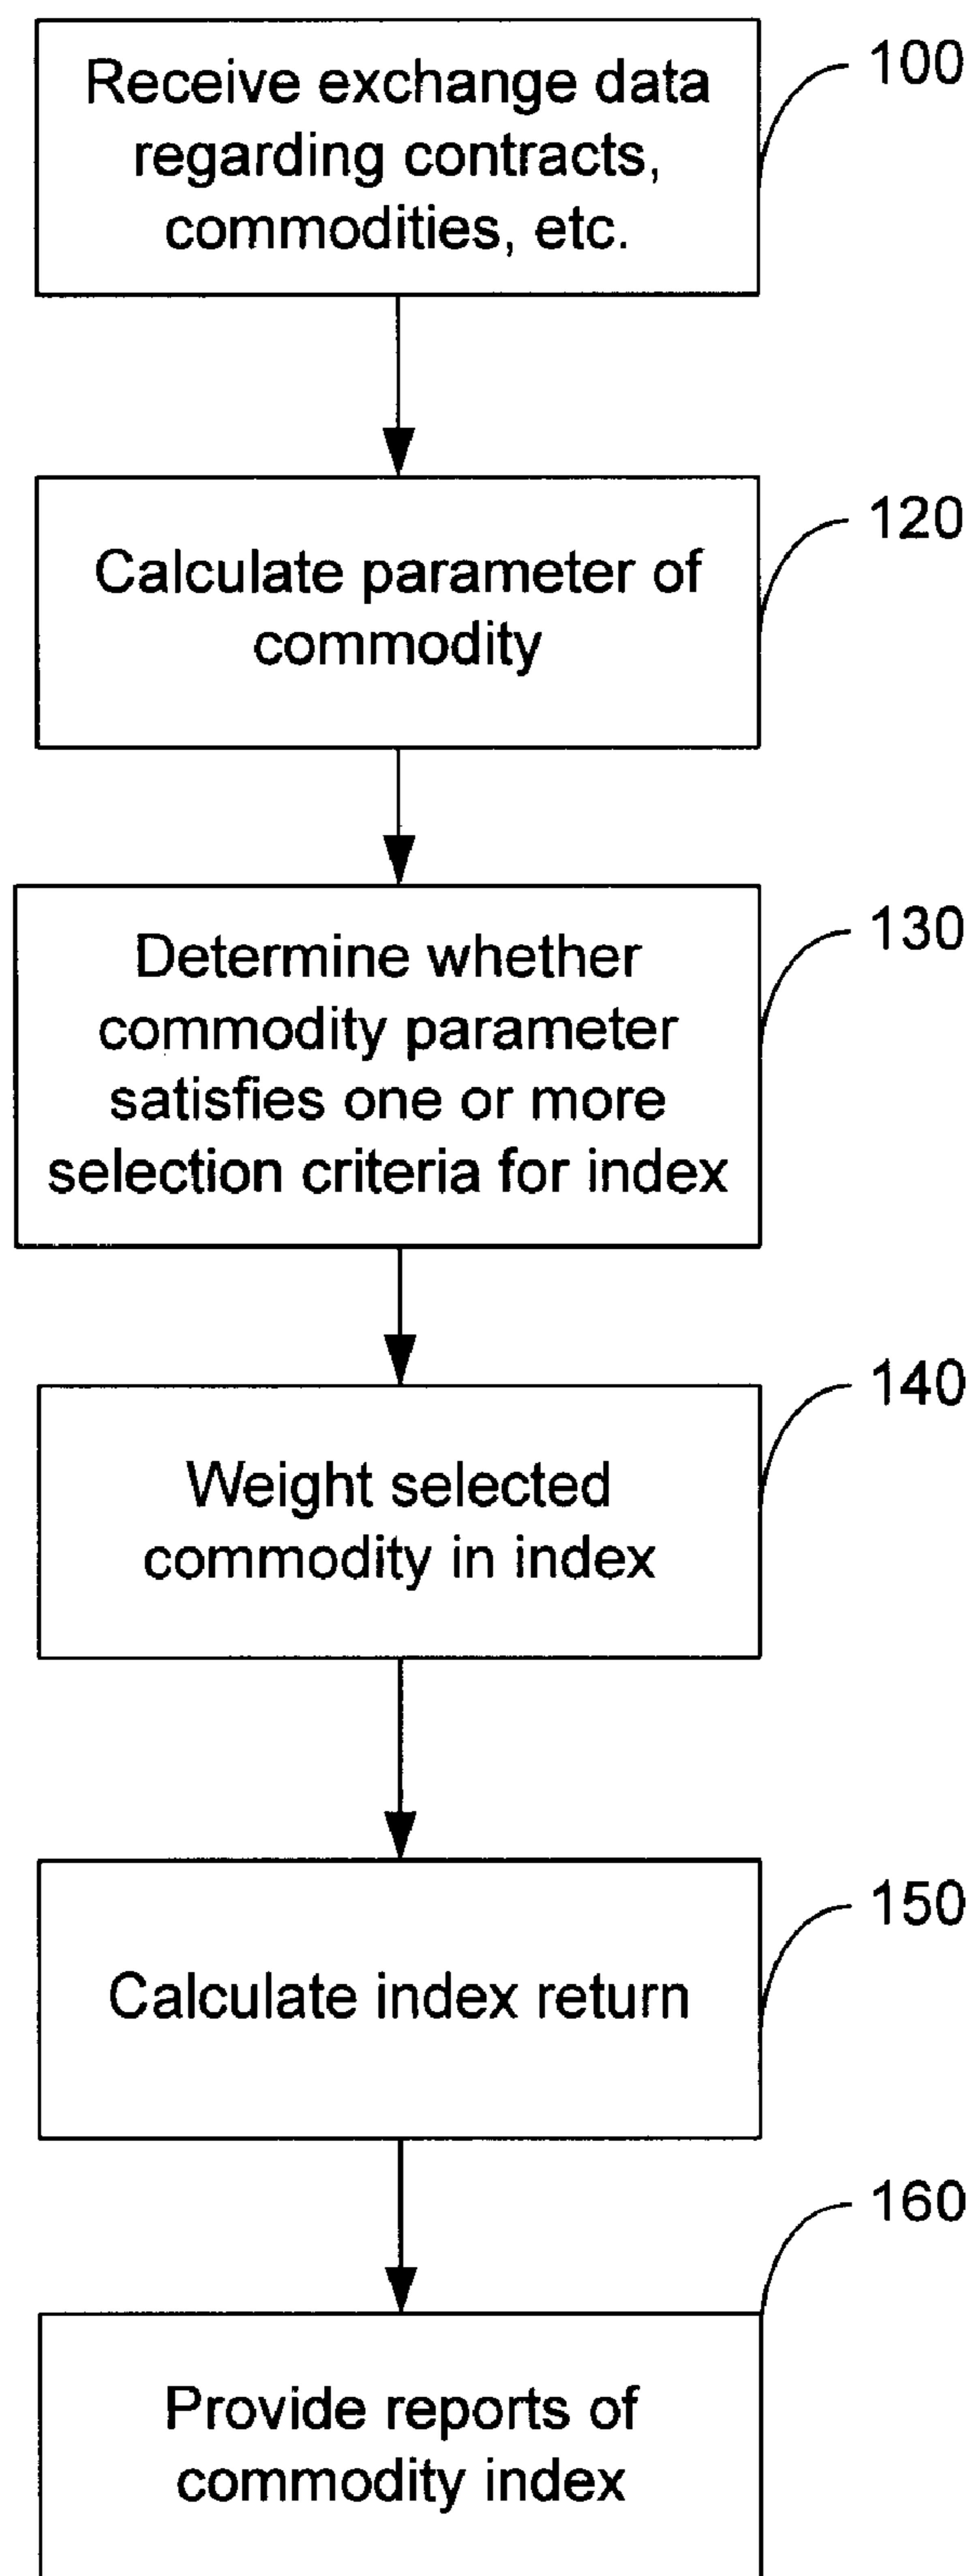 Receive exchange data
regarding contracts,
commodities, etc.
100
Calculate parameter of
commodity
120
Determine whether
commodity parameter
satisfies one or more
selection criteria for index
130
Weight selected
commodity in index
140
Calculate index return
150
Provide reports of
commodity index
160